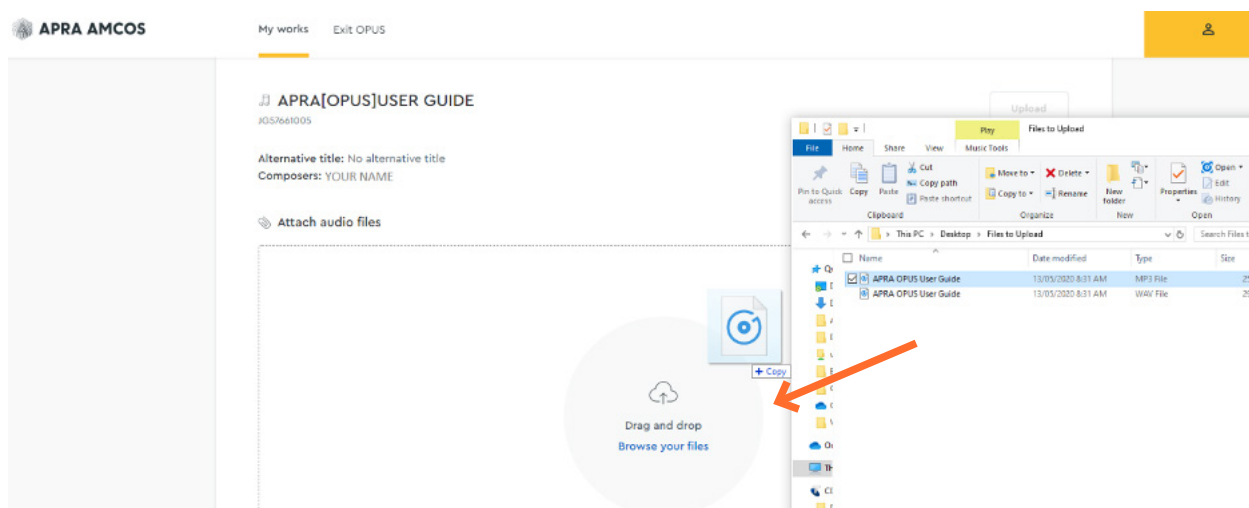 APRA AMCOS
My works
Exit OPUS
APRA[OPUS]USER GUIDE
JG57661005
Upload
Alternative title: No alternative title
Composers: YOUR NAME
Attach audio files
Drag and drop
Browse your files
+ Copy
Play
Files to Upload
File
Home
Share
View
Music Tools
Pin to Quick access
Copy
Paste
Cut
Copy path
Paste shortcut
Clipboard
Move to
Copy to
Delete
Rename
Organize
New folder
New
Properties
Open
Edit
History
Open
This PC > Desktop > Files to Upload
Search Files t
Name
Date modified
Type
Size
APRA OPUS User Guide 13/05/2020 8:31 AM MP3 File
APRA OPUS User Guide 13/05/2020 8:31 AM WAV File